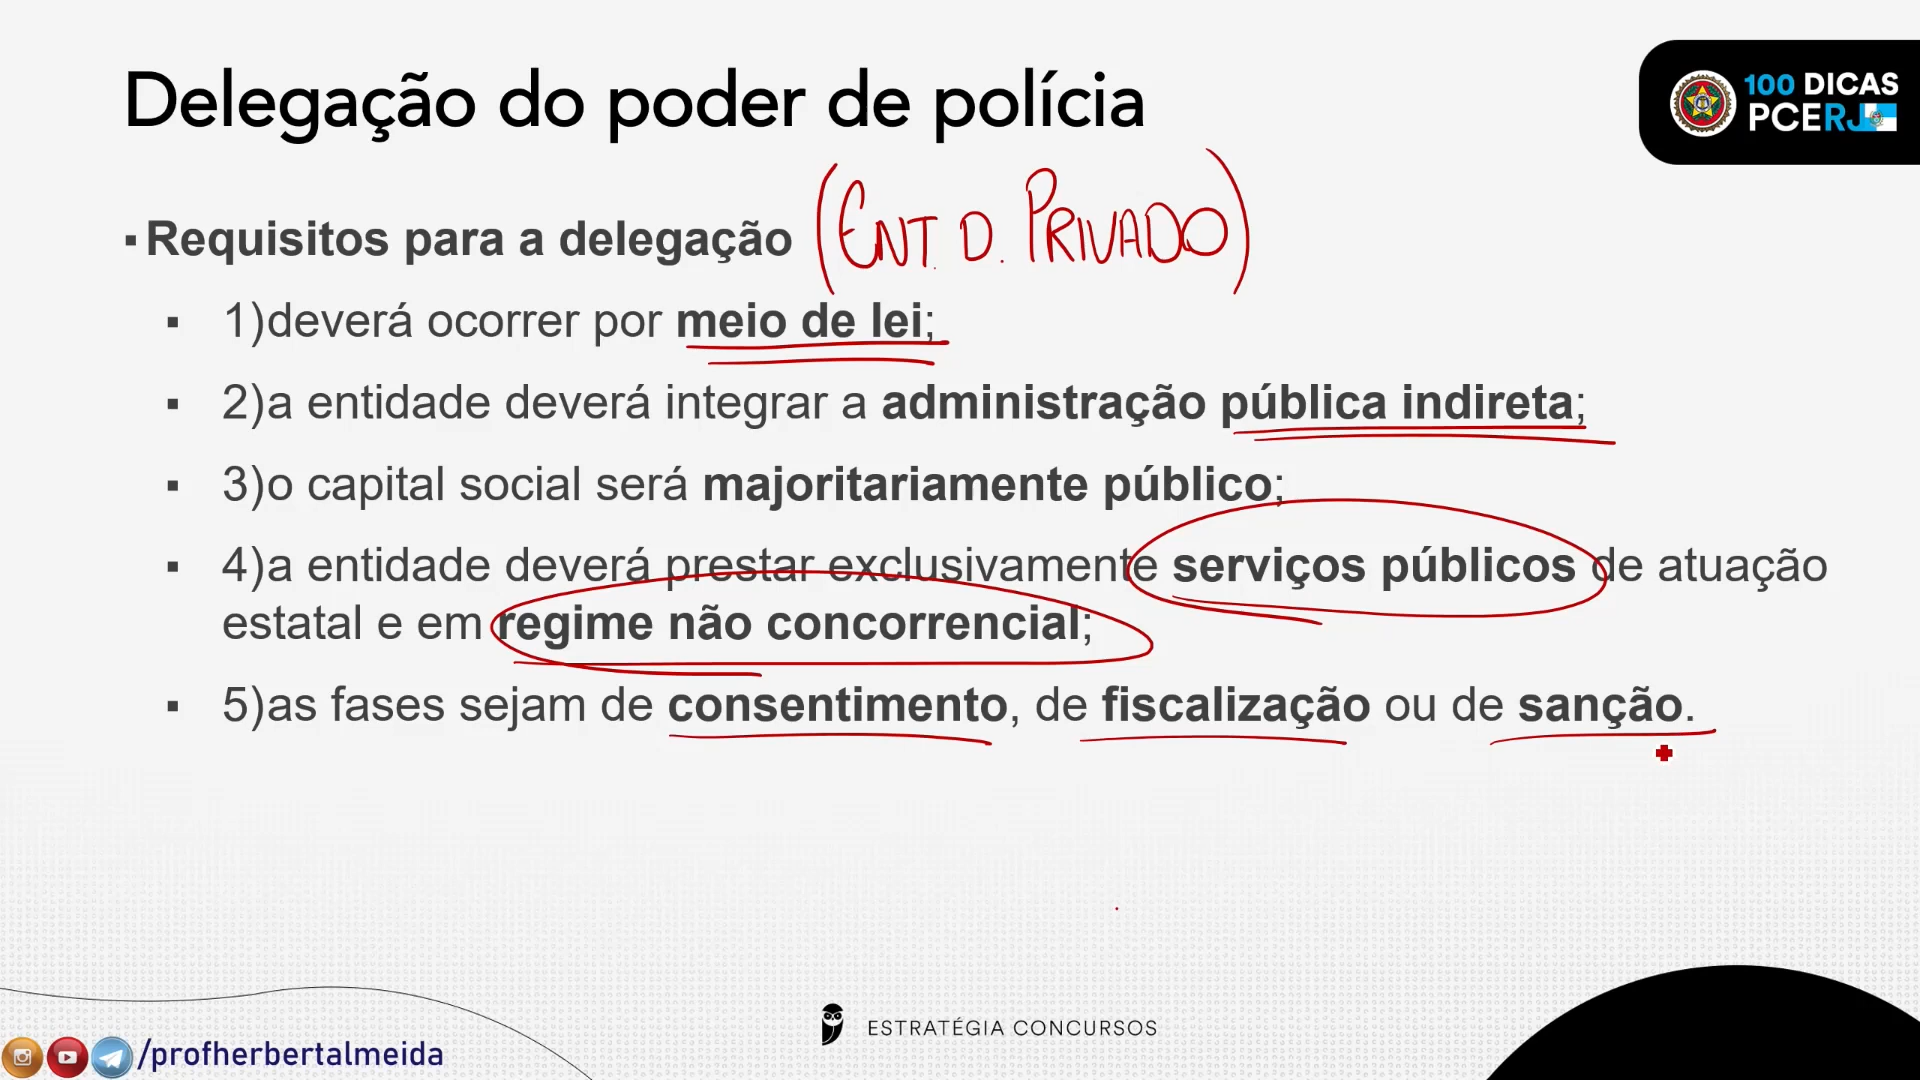 Delegação do poder de polícia
100 DICAS
PCERJ
▪ Requisitos para a delegação (ENT. D. PRIVADO)
▪ 1)deverá ocorrer por meio de lei;
▪ 2)a entidade deverá integrar a administração pública indireta;
▪ 3)o capital social será majoritariamente público;
▪ 4)a entidade deverá prestar exclusivamente serviços públicos de atuação
estatal e em regime não concorrencial;
▪ 5)as fases sejam de consentimento, de fiscalização ou de sanção.
ESTRATÉGIA CONCURSOS
/profherbertalmeida